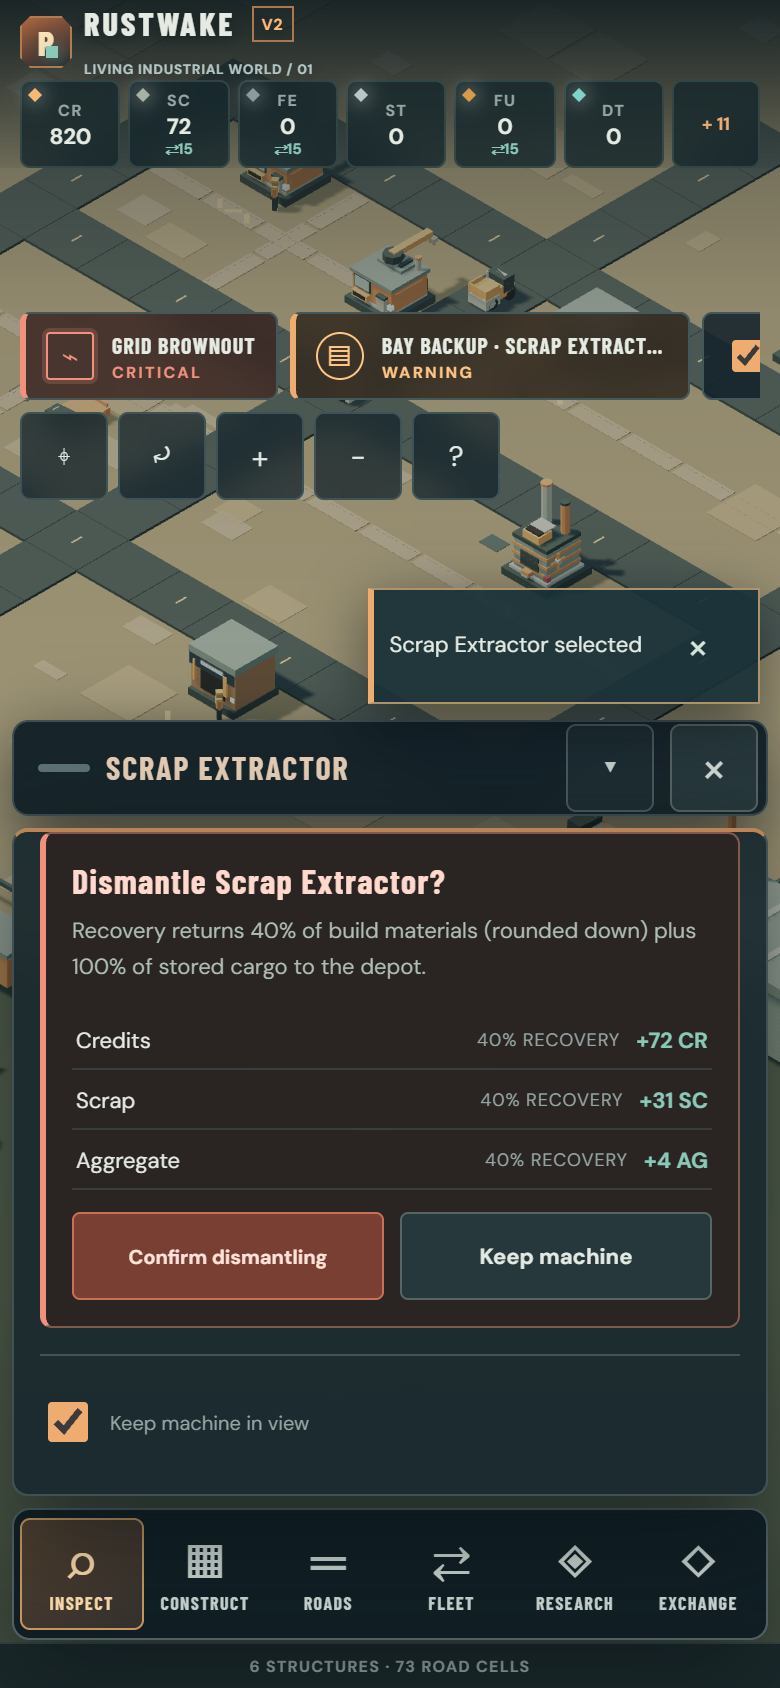 RUSTWAKE
V2
LIVING INDUSTRIAL WORLD / 01
CR
820
SC
72
⇄15
FE
0
⇄15
ST
0
FU
0
⇄15
DT
0
+ 11
GRID BROWNOUT
CRITICAL
BAY BACKUP · SCRAP EXTRACT...
WARNING
+
-
?
Scrap Extractor selected
×
SCRAP EXTRACTOR
▼
×
Dismantle Scrap Extractor?
Recovery returns 40% of build materials (rounded down) plus
100% of stored cargo to the depot.
Credits 40% RECOVERY +72 CR
Scrap 40% RECOVERY +31 SC
Aggregate 40% RECOVERY +4 AG
Confirm dismantling
Keep machine
Keep machine in view
INSPECT
CONSTRUCT
ROADS
FLEET
RESEARCH
EXCHANGE
6 STRUCTURES · 73 ROAD CELLS